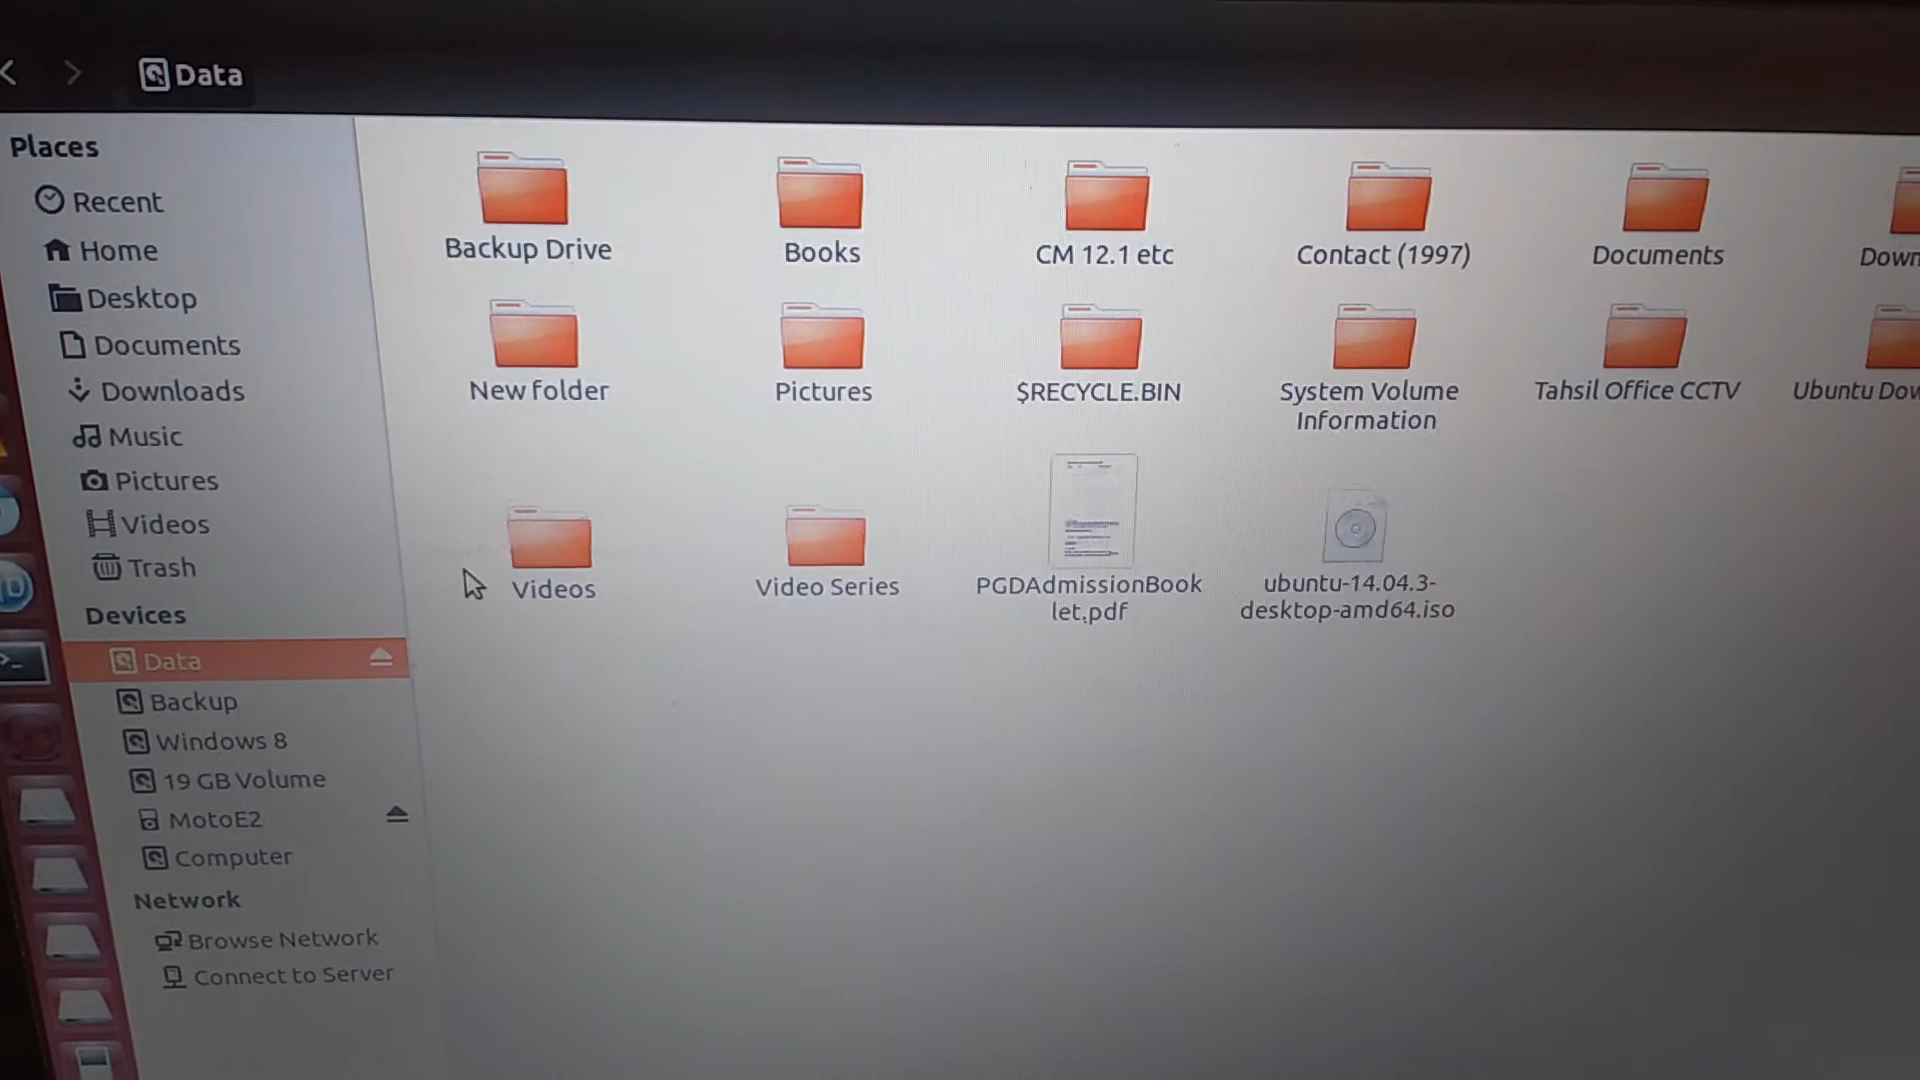 Data
Places
Recent
Home
Desktop
Documents
Downloads
Music
Pictures
Videos
Trash
Devices
Data
Backup
Windows 8
19 GB Volume
MotoE2
Computer
Network
Browse Network
Connect to Server
Backup Drive
Books
CM 12.1 etc
Contact (1997)
Documents
Down
New folder
Pictures
$RECYCLE.BIN
System Volume
Information
Tahsil Office CCTV
Ubuntu Dow
Videos
Video Series
PGDAdmissionBook
let.pdf
ubuntu-14.04.3-
desktop-amd64.iso